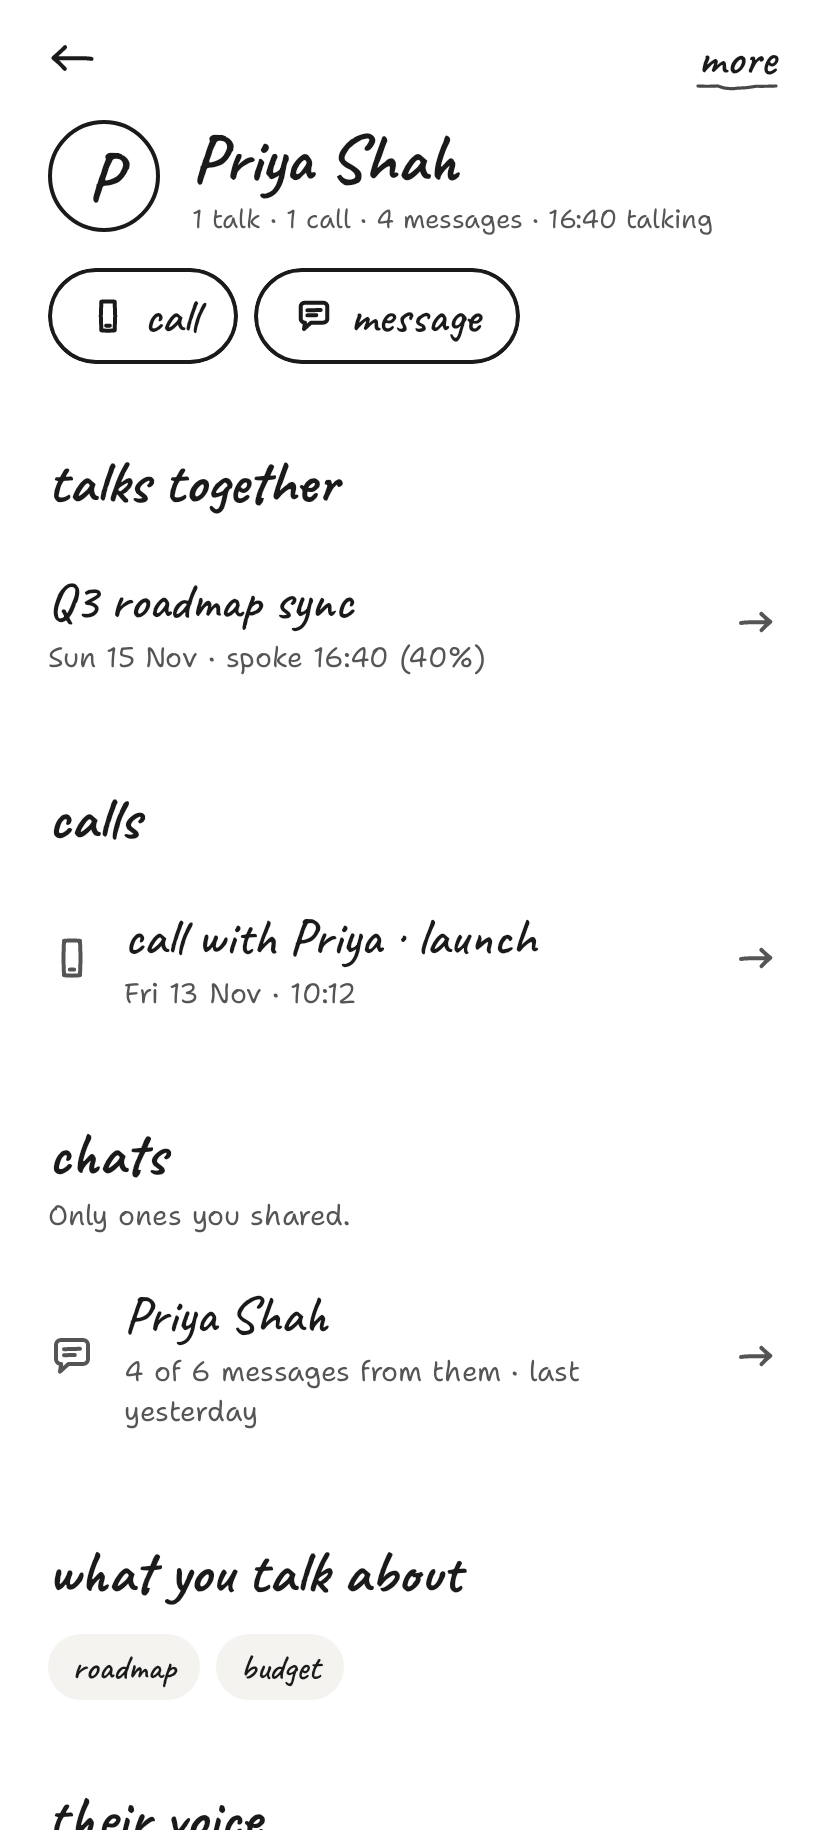 more
P
Priya Shah
1 talk · 1 call · 4 messages · 16:40 talking
call
message
talks together
Q3 roadmap sync
Sun 15 Nov · spoke 16:40 (40%)
calls
call with Priya · launch
Fri 13 Nov · 10:12
chats
Only ones you shared.
Priya Shah
4 of 6 messages from them · last
yesterday
what you talk about
roadmap
budget
their voice